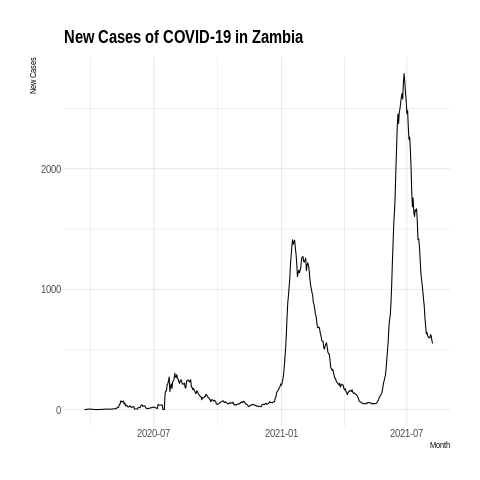 New Cases of COVID-19 in Zambia
New Cases
2000
1000
0
2020-07 2021-01 2021-07
Month